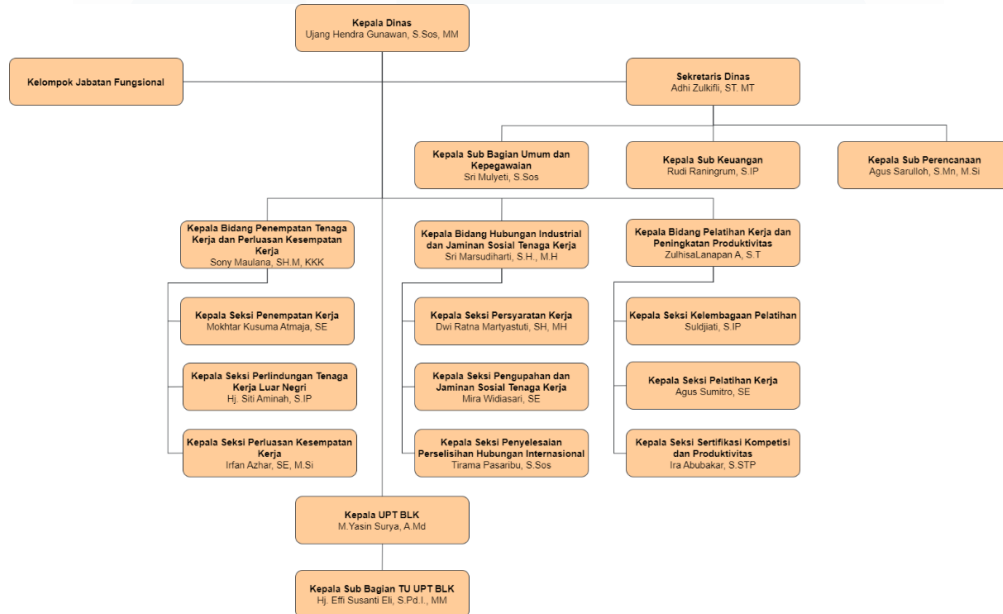 Kepala Dinas
Ujang Hendra Gunawan, S.Sos, MM
Kelompok Jabatan Fungsional
Sekretaris Dinas
Adhi Zulkifli, ST. MT
Kepala Sub Bagian Umum dan
Kepegawaian
Sri Mulyeti, S.Sos
Kepala Sub Keuangan
Rudi Raningrum, S.IP
Kepala Sub Perencanaan
Agus Sarulloh, S.Mn, M.Si
Kepala Bidang Penempatan Tenaga
Kerja dan Perluasan Kesempatan
Kerja
Sony Maulana, SH.M, KKK
Kepala Bidang Hubungan Industrial
dan Jaminan Sosial Tenaga Kerja
Sri Marsudiharti, S.H., M.H
Kepala Bidang Pelatihan Kerja dan
Peningkatan Produktivitas
ZulhisaLanapan A, S.T
Kepala Seksi Penempatan Kerja
Mokhtar Kusuma Atmaja, SE
Kepala Seksi Persyaratan Kerja
Dwi Ratna Martyastuti, SH, MH
Kepala Seksi Kelembagaan Pelatihan
Suldjiati, S.IP
Kepala Seksi Perlindungan Tenaga
Kerja Luar Negri
Hj. Siti Aminah, S.IP
Kepala Seksi Pengupahan dan
Jaminan Sosial Tenaga Kerja
Mira Widiasari, SE
Kepala Seksi Pelatihan Kerja
Agus Sumitro, SE
Kepala Seksi Perluasan Kesempatan
Kerja
Irfan Azhar, SE, M.Si
Kepala Seksi Penyelesaian
Perselisihan Hubungan Internasional
Tirama Pasaribu, S.Sos
Kepala Seksi Sertifikasi Kompetisi
dan Produktivitas
Ira Abubakar, S.STP
Kepala UPT BLK
M.Yasin Surya, A.Md
Kepala Sub Bagian TU UPT BLK
Hj. Effi Susanti Eli, S.Pd.I., MM